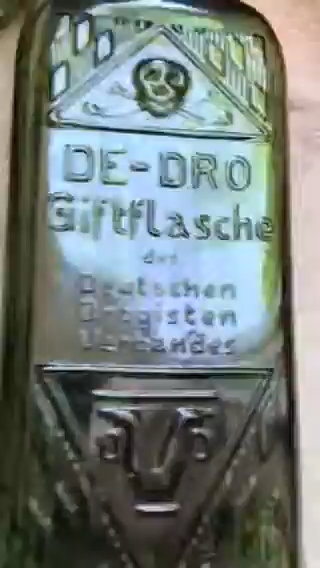 DE-DRO
Giftflasche
des
Deutschen
Drogisten
Verbandes